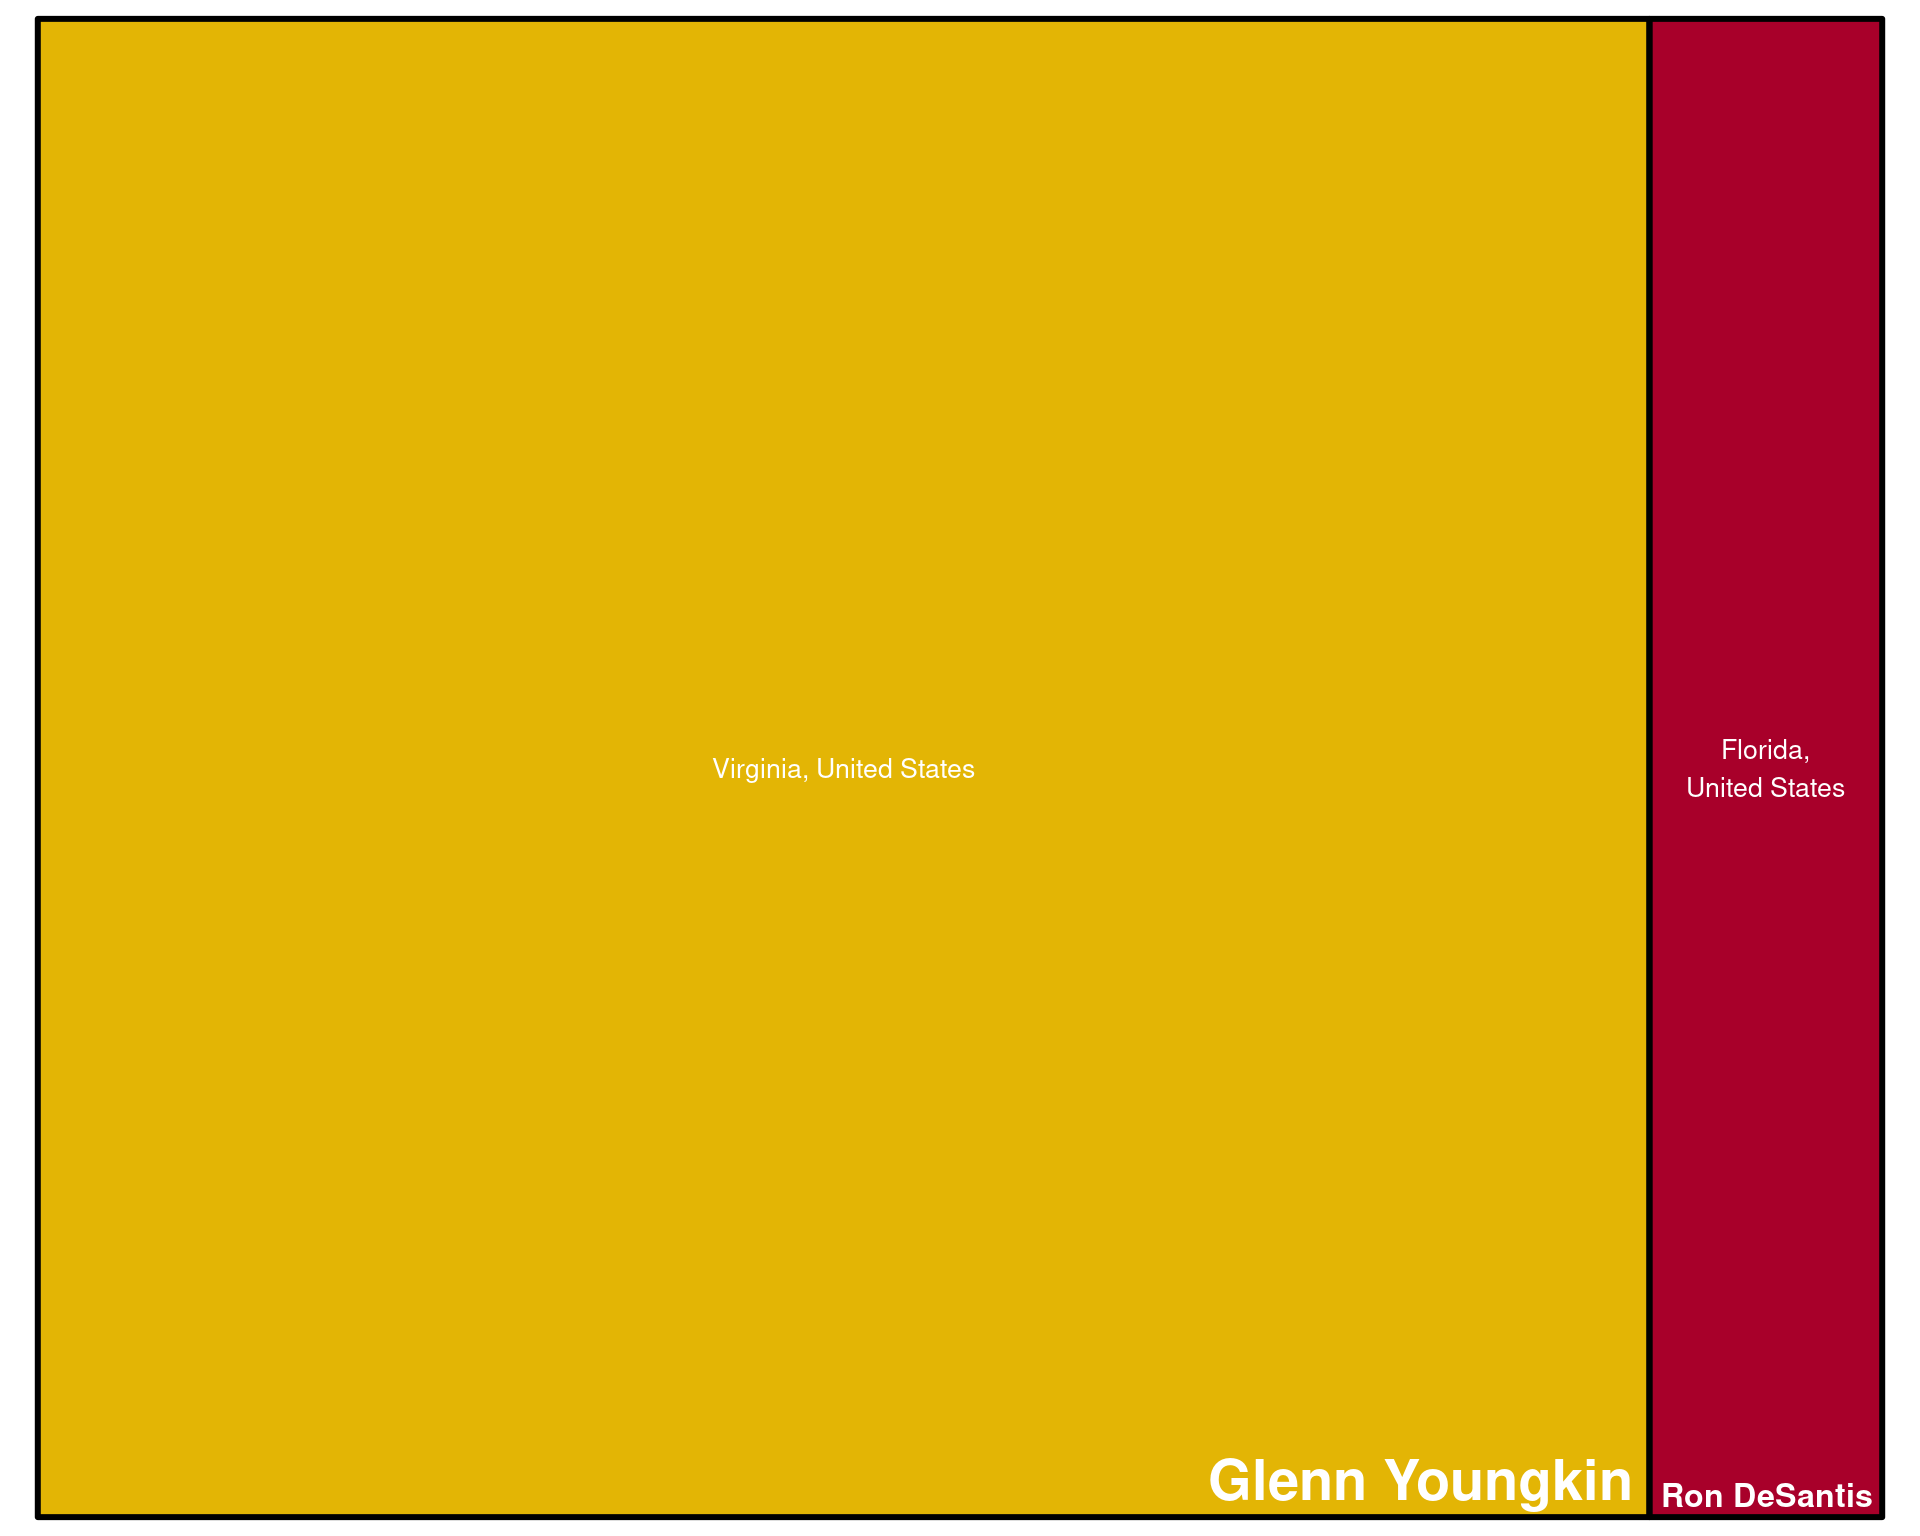 Virginia, United States
Florida,
United States
Glenn Youngkin
Ron DeSantis